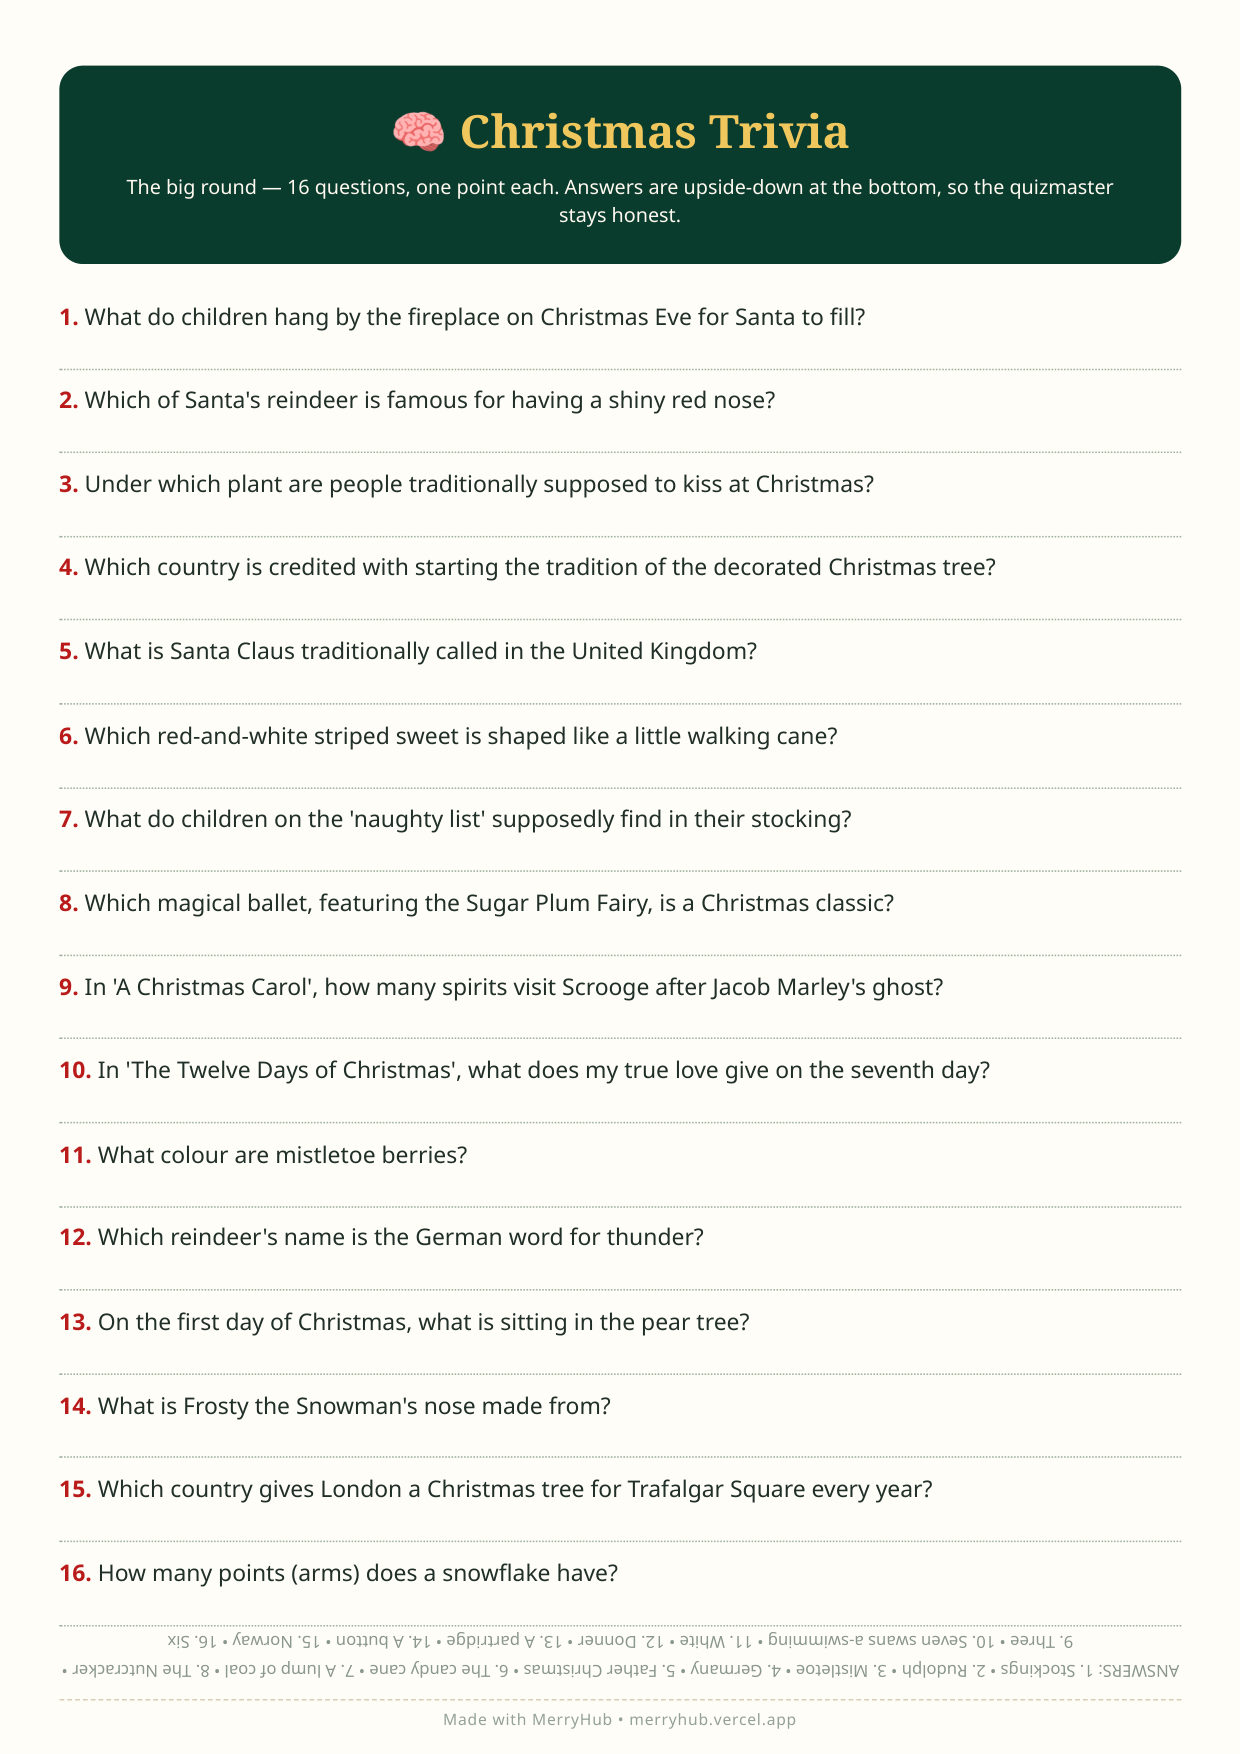 🧠 Christmas Trivia
The big round — 16 questions, one point each. Answers are upside-down at the bottom, so the quizmaster
stays honest.
1. What do children hang by the fireplace on Christmas Eve for Santa to fill?
2. Which of Santa's reindeer is famous for having a shiny red nose?
3. Under which plant are people traditionally supposed to kiss at Christmas?
4. Which country is credited with starting the tradition of the decorated Christmas tree?
5. What is Santa Claus traditionally called in the United Kingdom?
6. Which red-and-white striped sweet is shaped like a little walking cane?
7. What do children on the 'naughty list' supposedly find in their stocking?
8. Which magical ballet, featuring the Sugar Plum Fairy, is a Christmas classic?
9. In 'A Christmas Carol', how many spirits visit Scrooge after Jacob Marley's ghost?
10. In 'The Twelve Days of Christmas', what does my true love give on the seventh day?
11. What colour are mistletoe berries?
12. Which reindeer's name is the German word for thunder?
13. On the first day of Christmas, what is sitting in the pear tree?
14. What is Frosty the Snowman's nose made from?
15. Which country gives London a Christmas tree for Trafalgar Square every year?
16. How many points (arms) does a snowflake have?
ANSWERS: 1. Stockings • 2. Rudolph • 3. Mistletoe • 4. Germany • 5. Father Christmas • 6. The candy cane • 7. A lump of coal • 8. The Nutcracker •
9. Three • 10. Seven swans a-swimming • 11. White • 12. Donner • 13. A partridge • 14. A button • 15. Norway • 16. Six
Made with MerryHub • merryhub.vercel.app